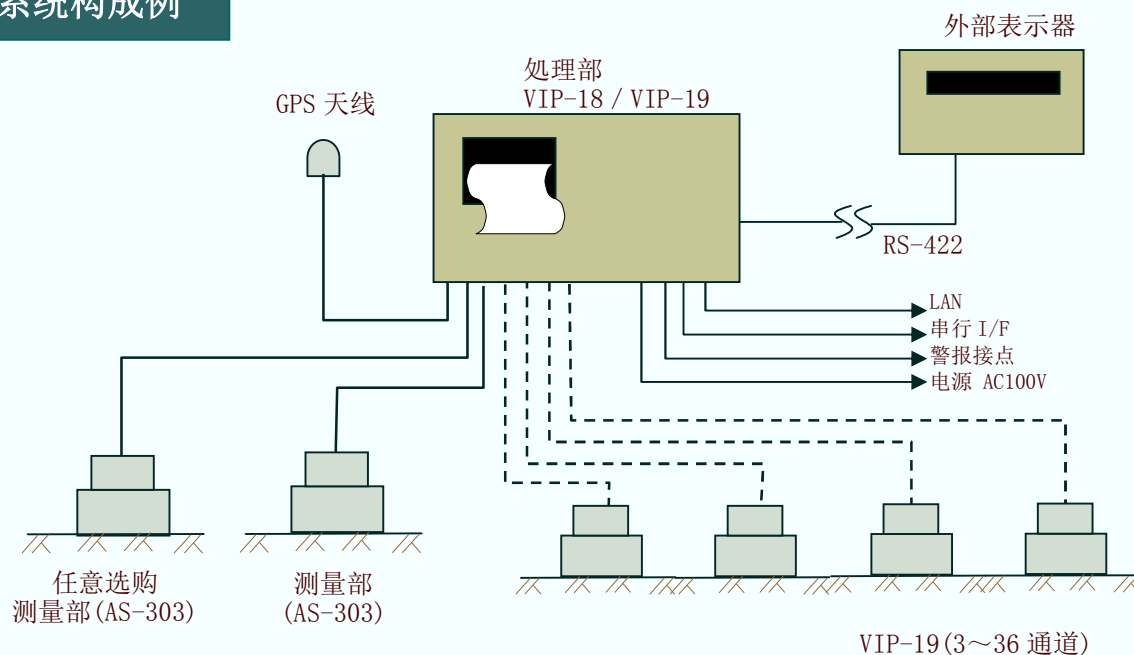 系统构成例
外部表示器
处理部
VIP-18 / VIP-19
GPS 天线
RS-422
LAN
串行 I/F
警报接点
电源 AC100V
任意选购
测量部(AS-303)
测量部
(AS-303)
VIP-19(3～36 通道)